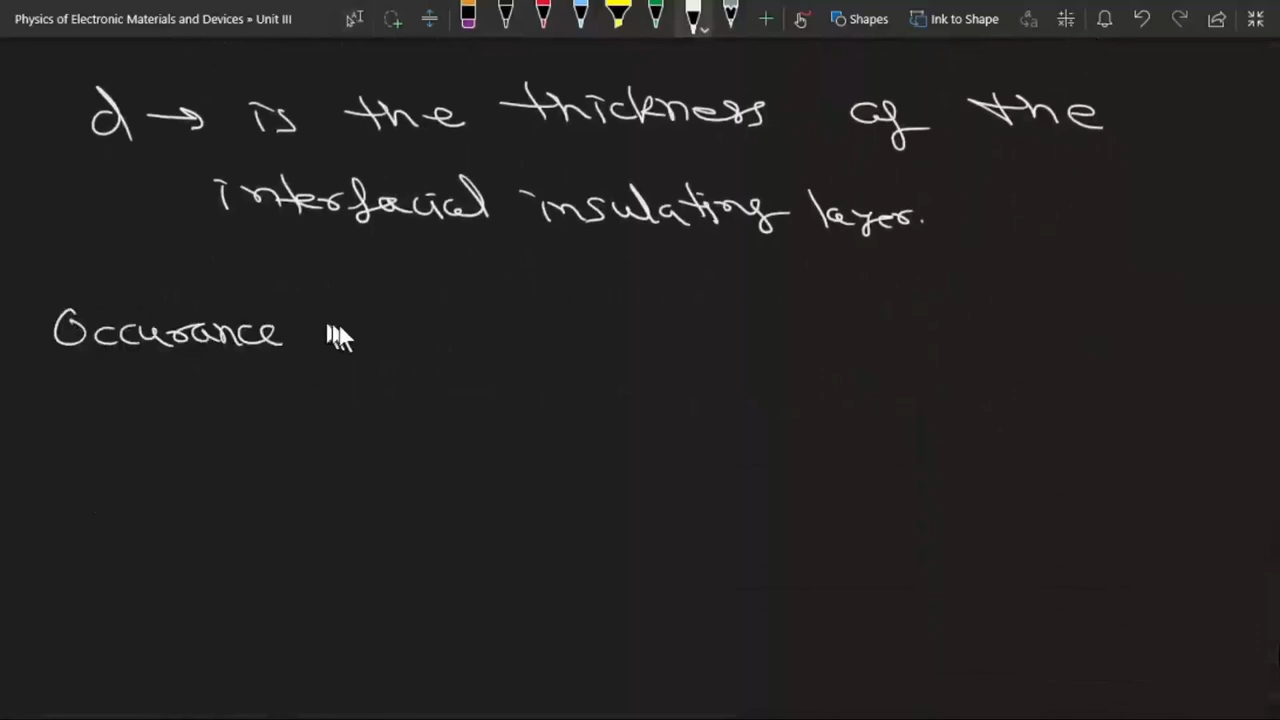 Physics of Electronic Materials and Devices » Unit III
Shapes
Ink to Shape
d → is the thickness of the
interfacial insulating layer.
Occurance